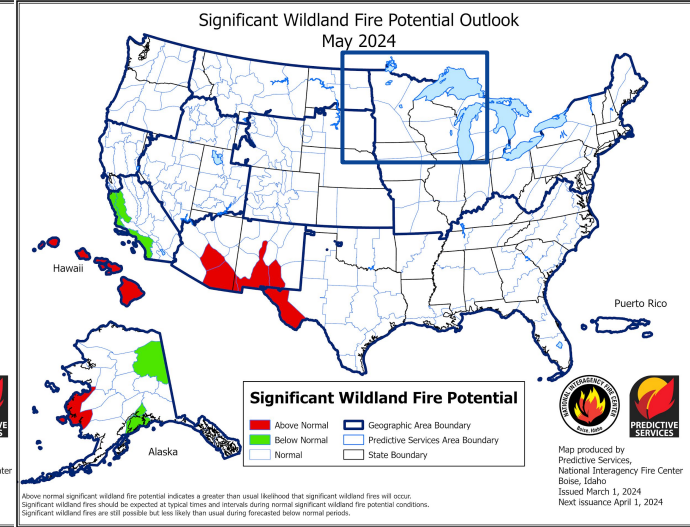 Significant Wildland Fire Potential Outlook
May 2024
Hawaii
Puerto Rico
Alaska
Significant Wildland Fire Potential
Above Normal
Below Normal
Normal
Geographic Area Boundary
Predictive Services Area Boundary
State Boundary
NATIONAL INTERAGENCY FIRE CENTER
Boise, Idaho
PREDICTIVE
SERVICES
Map produced by
Predictive Services,
National Interagency Fire Center
Boise, Idaho
Issued March 1, 2024
Next issuance April 1, 2024
Above normal significant wildland fire potential indicates a greater than usual likelihood that significant wildland fires will occur.
Significant wildland fires should be expected at typical times and intervals during normal significant wildland fire potential conditions.
Significant wildland fires are still possible but less likely than usual during forecasted below normal periods.